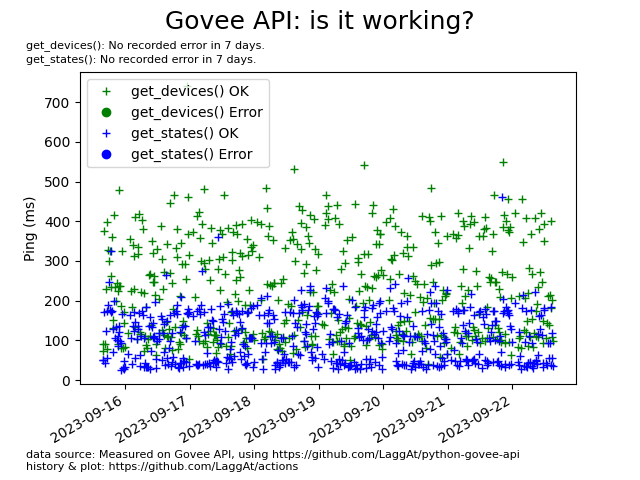 Govee API: is it working?
get_devices(): No recorded error in 7 days.
get_states(): No recorded error in 7 days.
get_devices() OK
get_devices() Error
get_states() OK
get_states() Error
700
600
500
400
300
200
100
0
Ping (ms)
2023-09-16
2023-09-17
2023-09-18
2023-09-19
2023-09-20
2023-09-21
2023-09-22
data source: Measured on Govee API, using https://github.com/LaggAt/python-govee-api
history & plot: https://github.com/LaggAt/actions